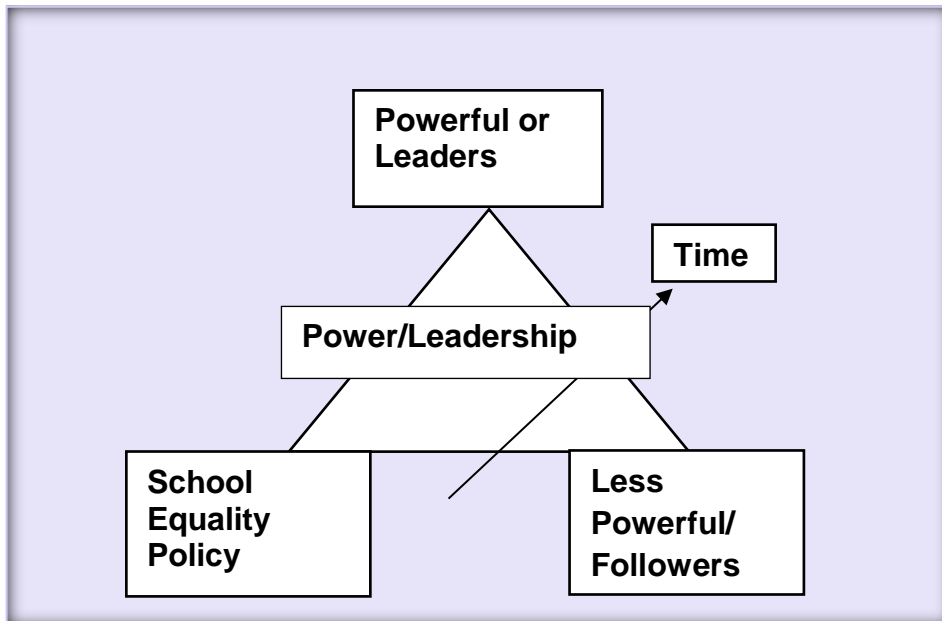 Powerful or
Leaders
Time
Power/Leadership
School
Equality
Policy
Less
Powerful/
Followers